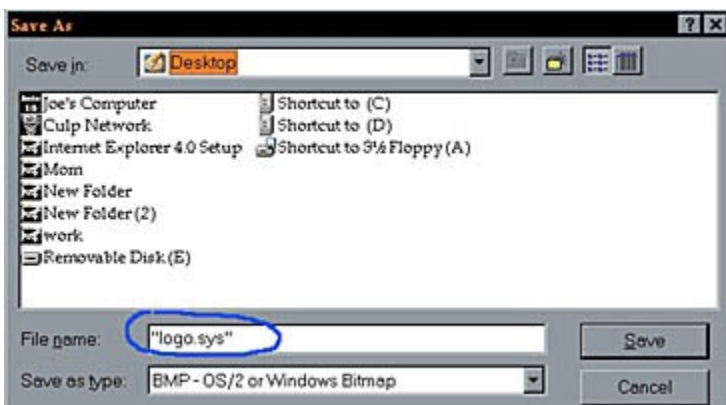 Save As
Save in: Desktop
Joe's Computer
Culp Network
Internet Explorer 4.0 Setup
Mom
New Folder
New Folder (2)
work
Removable Disk (E)
Shortcut to (C)
Shortcut to (D)
Shortcut to 3½ Floppy (A)
File name: "logo.sys"
Save
Save as type: BMP - OS/2 or Windows Bitmap
Cancel